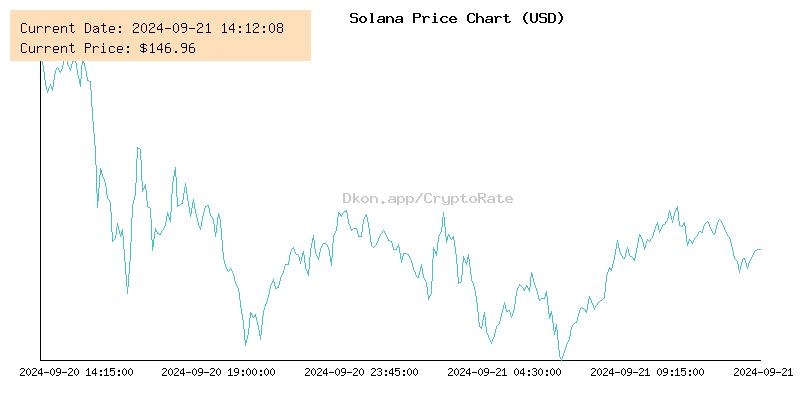 Solana Price Chart (USD)
Current Date: 2024-09-21 14:12:08
Current Price: $146.96
Dkon.app/CryptoRate
2024-09-20 14:15:00 2024-09-20 19:00:00 2024-09-20 23:45:00 2024-09-21 04:30:00 2024-09-21 09:15:00 2024-09-21